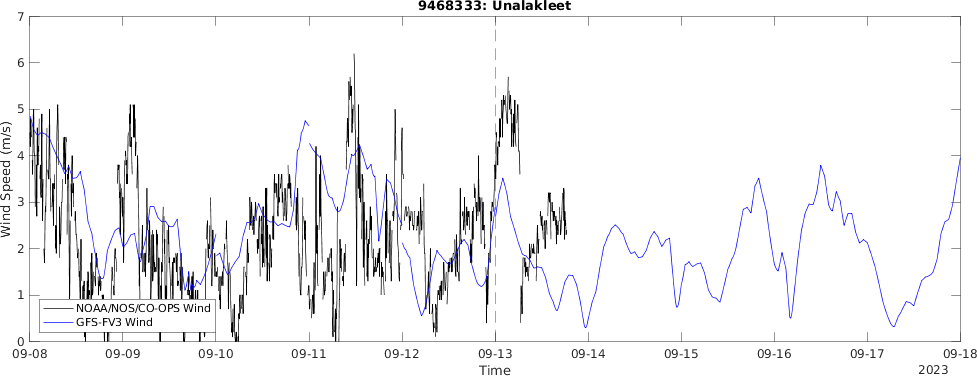 9468333: Unalakleet
Wind Speed (m/s)
7
6
5
4
3
2
1
0
NOAA/NOS/CO-OPS Wind
GFS-FV3 Wind
09-08 09-09 09-10 09-11 09-12 09-13 09-14 09-15 09-16 09-17 09-18
Time
2023